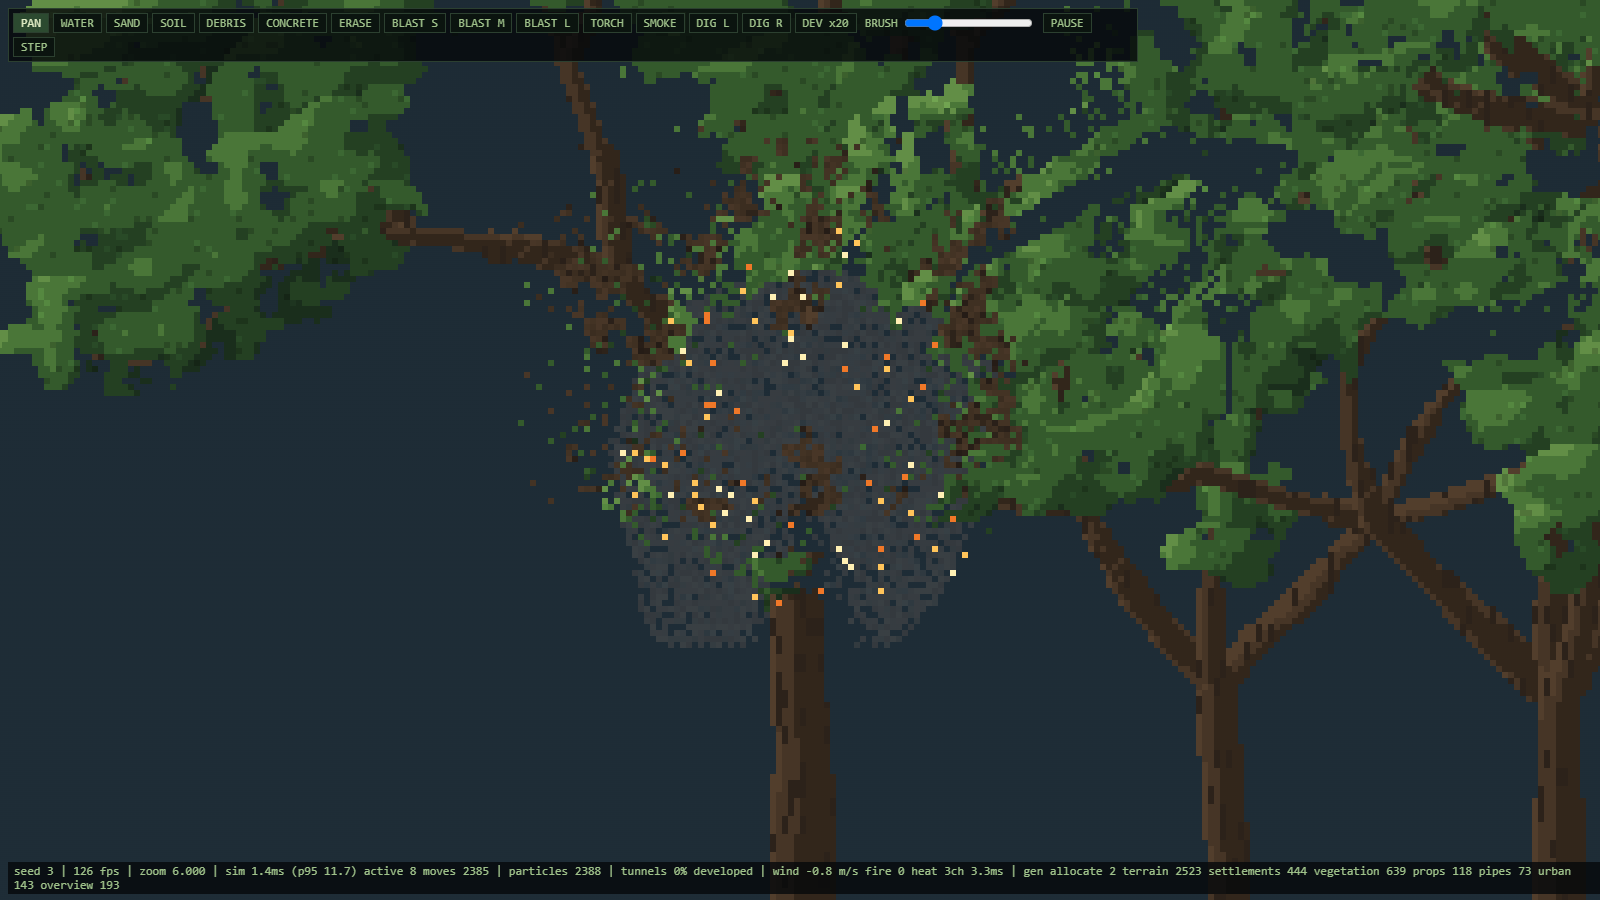 PAN WATER SAND SOIL DEBRIS CONCRETE ERASE BLAST S BLAST M BLAST L TORCH SMOKE DIG L DIG R DEV x20 BRUSH PAUSE
STEP
seed 3 | 126 fps | zoom 6.000 | sim 1.4ms (p95 11.7) active 8 moves 2385 | particles 2388 | tunnels 0% developed | wind -0.8 m/s fire 0 heat 3ch 3.3ms | gen allocate 2 terrain 2523 settlements 444 vegetation 639 props 118 pipes 73 urban
143 overview 193